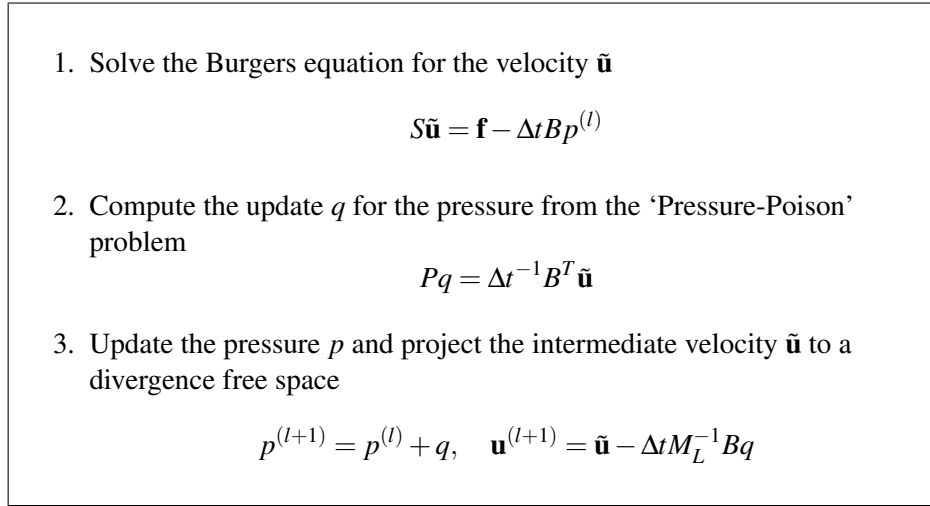 1. Solve the Burgers equation for the velocity ũ
Sũ = f − ΔtBp^(l)
2. Compute the update q for the pressure from the ‘Pressure-Poison’
problem
Pq = Δt^−1 B^T ũ
3. Update the pressure p and project the intermediate velocity ũ to a
divergence free space
p^(l+1) = p^(l) + q, u^(l+1) = ũ − ΔtM_L^−1 Bq